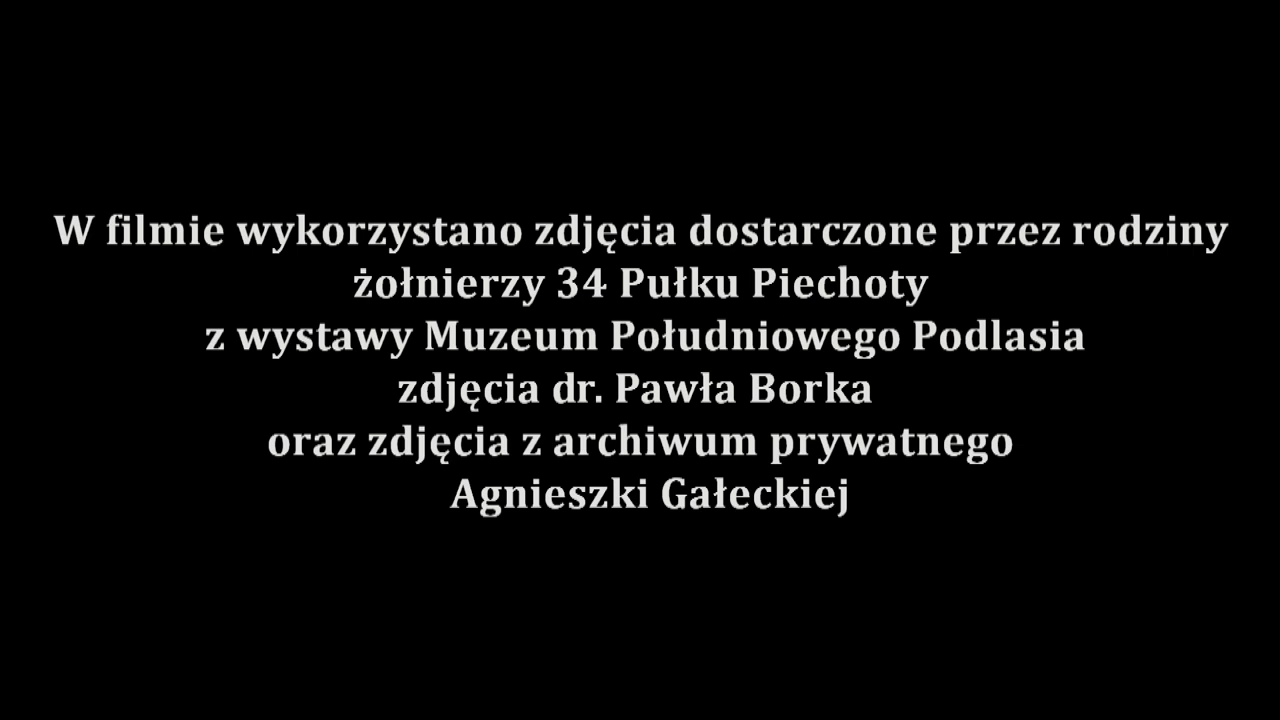 W filmie wykorzystano zdjęcia dostarczone przez rodziny
żołnierzy 34 Pułku Piechoty
z wystawy Muzeum Południowego Podlasia
zdjęcia dr. Pawła Borka
oraz zdjęcia z archiwum prywatnego
Agnieszki Gałeckiej